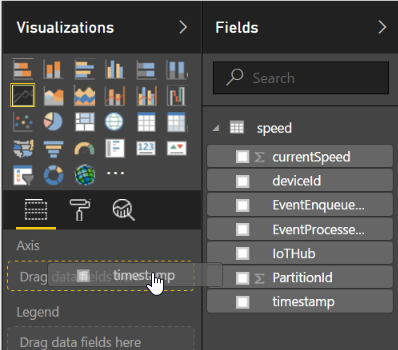 Visualizations
Fields
Search
speed
currentSpeed
deviceId
EventEnqueue...
EventProcesse...
IoTHub
PartitionId
timestamp
Axis
Drag data fields
timestamp
Legend
Drag data fields here
123